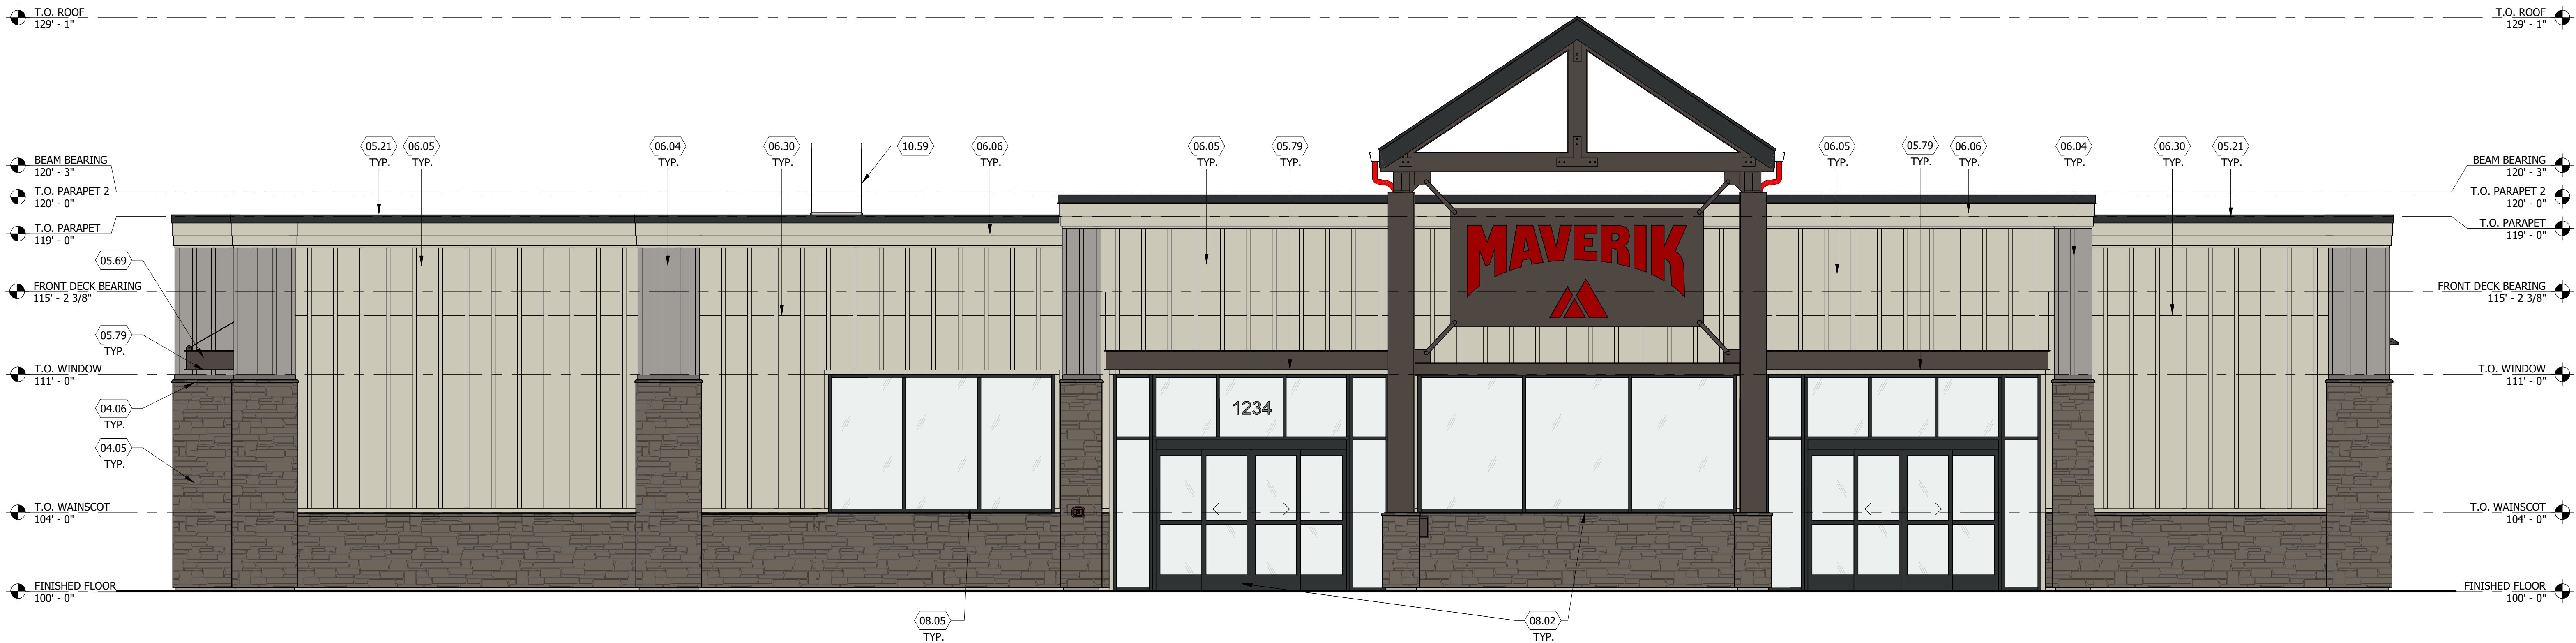 T.O. ROOF
129' - 1"
T.O. ROOF
129' - 1"
05.21
TYP.
06.05
TYP.
06.04
TYP.
06.30
TYP.
10.59
06.06
TYP.
06.05
TYP.
05.79
TYP.
06.05
TYP.
05.79
TYP.
06.06
TYP.
06.04
TYP.
06.30
TYP.
05.21
TYP.
BEAM BEARING
120' - 3"
BEAM BEARING
120' - 3"
T.O. PARAPET 2
120' - 0"
T.O. PARAPET 2
120' - 0"
T.O. PARAPET
119' - 0"
T.O. PARAPET
119' - 0"
MAVERIK
05.69
FRONT DECK BEARING
115' - 2 3/8"
FRONT DECK BEARING
115' - 2 3/8"
05.79
TYP.
T.O. WINDOW
111' - 0"
T.O. WINDOW
111' - 0"
04.06
TYP.
1234
04.05
TYP.
T.O. WAINSCOT
104' - 0"
T.O. WAINSCOT
104' - 0"
FINISHED FLOOR
100' - 0"
FINISHED FLOOR
100' - 0"
08.05
TYP.
08.02
TYP.